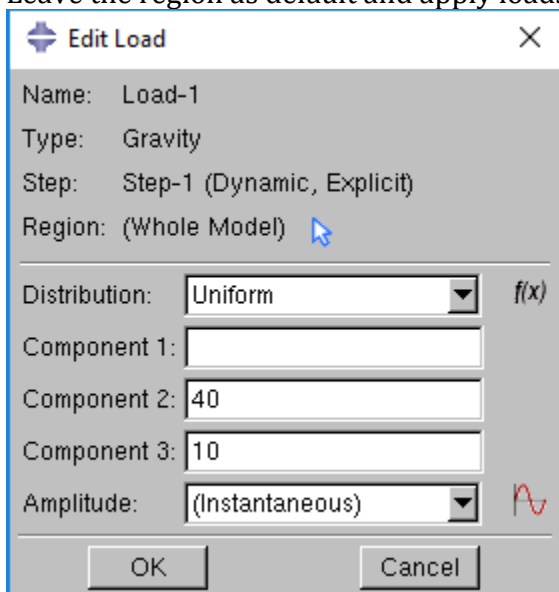 Leave the region as default and apply load.
Edit Load
Name: Load-1
Type: Gravity
Step: Step-1 (Dynamic, Explicit)
Region: (Whole Model)
Distribution: Uniform f(x)
Component 1:
Component 2: 40
Component 3: 10
Amplitude: (Instantaneous)
OK Cancel